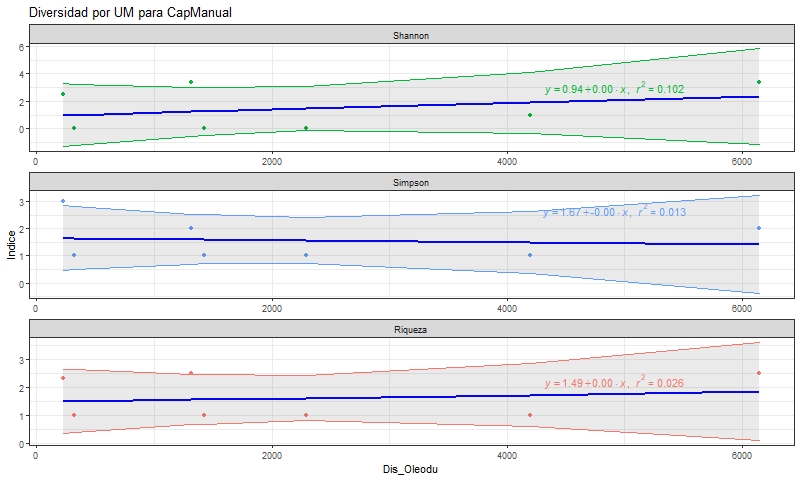 Diversidad por UM para CapManual
Shannon
6
4
2
0
y = 0.94 + 0.00 · x, r² = 0.102
0 2000 4000 6000
Simpson
3
2
1
0
y = 1.67 + -0.00 · x, r² = 0.013
0 2000 4000 6000
Indice
Riqueza
3
2
1
0
y = 1.49 + 0.00 · x, r² = 0.026
0 2000 4000 6000
Dis_Oleodu